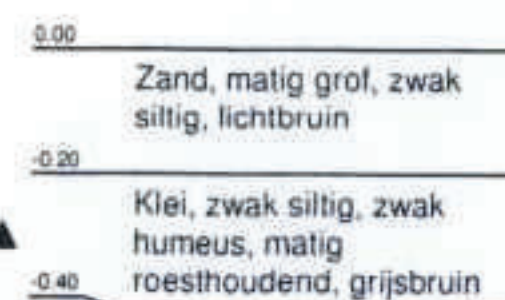 0.00
Zand, matig grof, zwak
siltig, lichtbruin
-0.20
Klei, zwak siltig, zwak
humeus, matig
-0.40
roesthoudend, grijsbruin